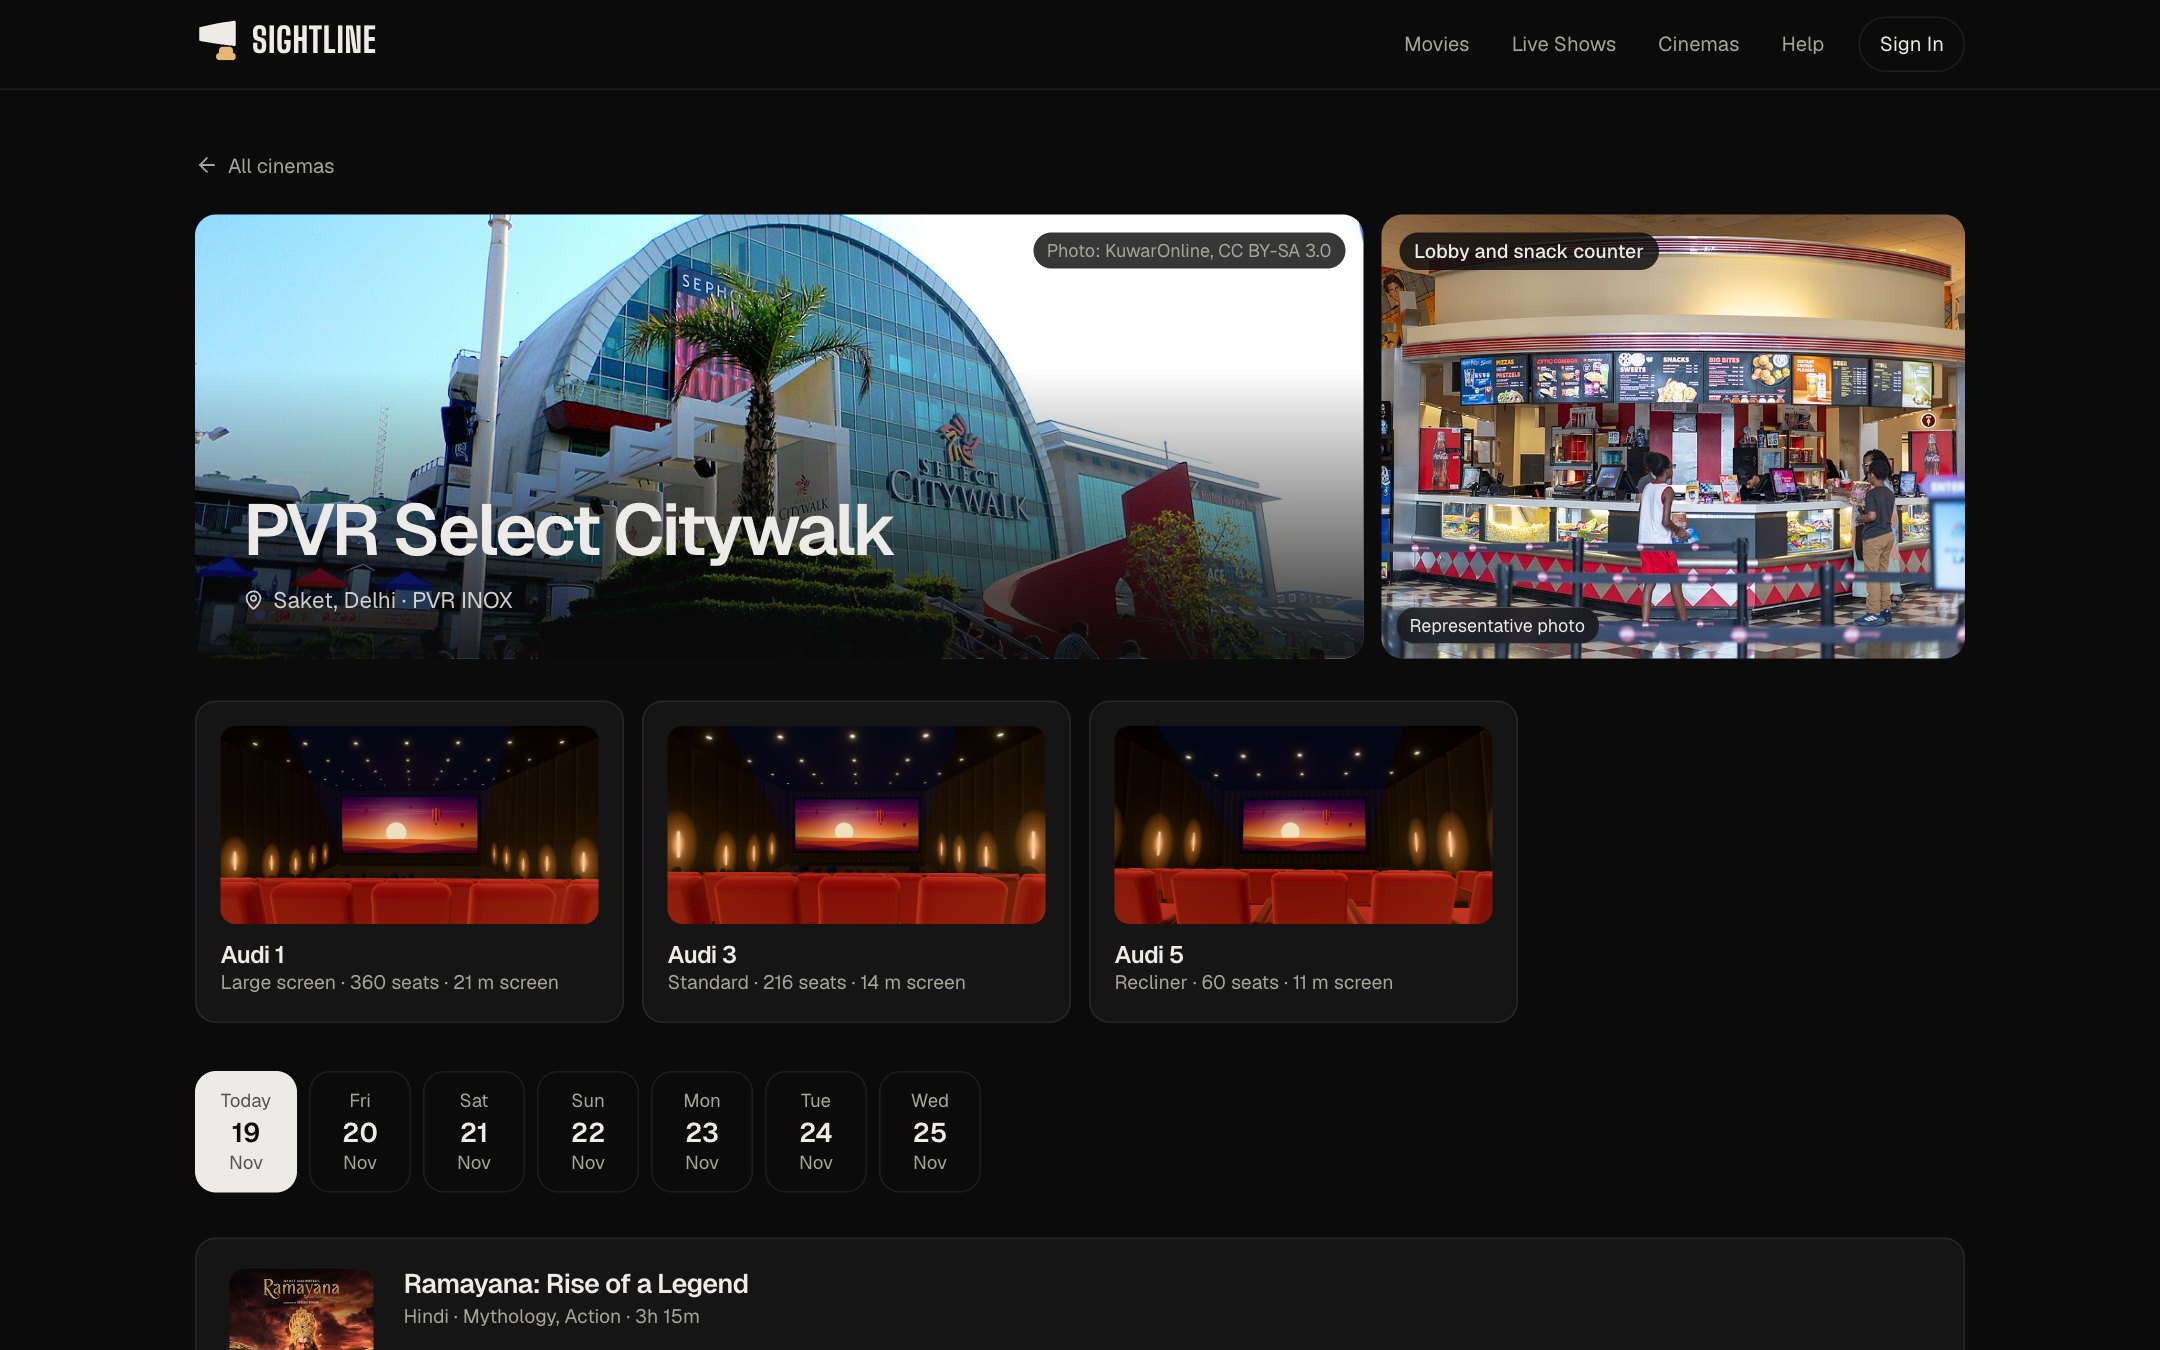 SIGHTLINE
Movies
Live Shows
Cinemas
Help
Sign In
All cinemas
Photo: KuwarOnline, CC BY-SA 3.0
SEPHO
SELECT
CITYWALK
CITYWALK
PVR Select Citywalk
Saket, Delhi · PVR INOX
Lobby and snack counter
PIZZAS
PRETZELS
SWEETS
SNACKS
BIG BITES
BEER
Representative photo
Audi 1
Large screen · 360 seats · 21 m screen
Audi 3
Standard · 216 seats · 14 m screen
Audi 5
Recliner · 60 seats · 11 m screen
Today
19
Nov
Fri
20
Nov
Sat
21
Nov
Sun
22
Nov
Mon
23
Nov
Tue
24
Nov
Wed
25
Nov
Ramayana
Ramayana: Rise of a Legend
Hindi · Mythology, Action · 3h 15m